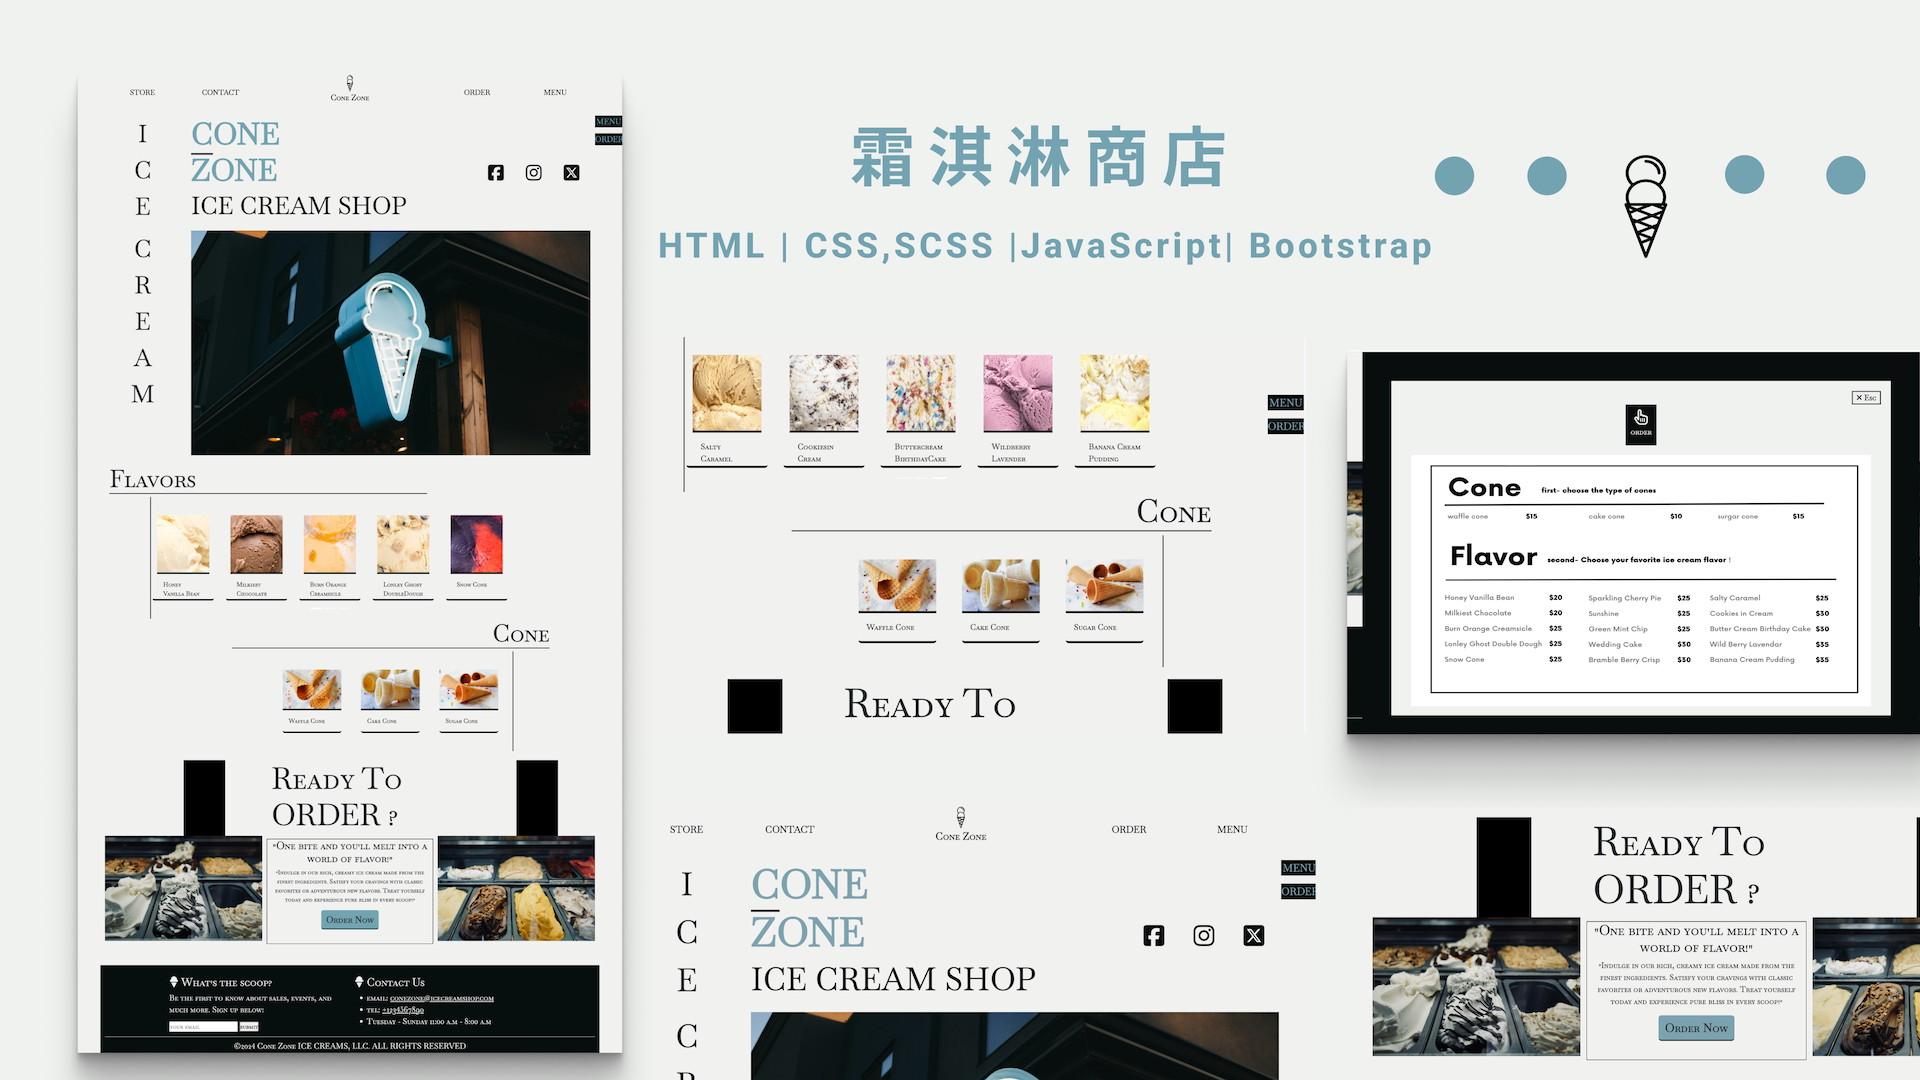 STORE
CONTACT
CONE ZONE
ORDER
MENU
MENU
ORDER
ICE CREAM
CONE
ZONE
ICE CREAM SHOP
FLAVORS
HONEY
VANILLA BEAN
MILKIEST
CHOCOLATE
BURN ORANGE
CREAMSICLE
LONLEY GHOST
DOUBLEDOUGH
SNOW CONE
CONE
WAFFLE CONE
CAKE CONE
SUGAR CONE
READY TO
ORDER ?
"ONE BITE AND YOU'LL MELT INTO A
WORLD OF FLAVOR!"
"INDULGE IN OUR RICH, CREAMY ICE CREAM MADE FROM THE
FINEST INGREDIENTS. SATISFY YOUR CRAVINGS WITH CLASSIC
FAVORITES OR ADVENTUROUS NEW FLAVORS. TREAT YOURSELF
TODAY AND EXPERIENCE PURE BLISS IN EVERY SCOOP!"
ORDER NOW
WHAT'S THE SCOOP?
BE THE FIRST TO KNOW ABOUT SALES, EVENTS, AND
MUCH MORE. SIGN UP BELOW!
YOUR EMAIL
SUBMIT
CONTACT US
• EMAIL: CONEZONE@ICECREAMSHOP.COM
• TEL: +1234567890
• TUESDAY - SUNDAY 11:00 A.M - 8:00 A.M
©2024 CONE ZONE ICE CREAMS, LLC. ALL RIGHTS RESERVED
霜淇淋商店
HTML | CSS,SCSS |JavaScript| Bootstrap
SALTY
CARAMEL
COOKIESIN
CREAM
BUTTERCREAM
BIRTHDAYCAKE
WILDBERRY
LAVENDER
BANANA CREAM
PUDDING
MENU
ORDER
CONE
WAFFLE CONE
CAKE CONE
SUGAR CONE
READY TO
✕ Esc
ORDER
Cone first- choose the type of cones
waffle cone $15 cake cone $10 surgar cone $15
Flavor second- Choose your favorite ice cream flavar !
Honey Vanilla Bean $20 Sparkling Cherry Pie $25 Salty Caramel $25
Milkiest Chocolate $20 Sunshine $25 Cookies in Cream $30
Burn Orange Creamsicle $25 Green Mint Chip $25 Butter Cream Birthday Cake $30
Lonley Ghost Double Dough $25 Wedding Cake $30 Wild Berry Lavendar $35
Snow Cone $25 Bramble Berry Crisp $30 Banana Cream Pudding $35
STORE
CONTACT
CONE ZONE
ORDER
MENU
MENU
ORDER
ICE CR
CONE
ZONE
ICE CREAM SHOP
READY TO
ORDER ?
"ONE BITE AND YOU'LL MELT INTO A
WORLD OF FLAVOR!"
"INDULGE IN OUR RICH, CREAMY ICE CREAM MADE FROM THE
FINEST INGREDIENTS. SATISFY YOUR CRAVINGS WITH CLASSIC
FAVORITES OR ADVENTUROUS NEW FLAVORS. TREAT YOURSELF
TODAY AND EXPERIENCE PURE BLISS IN EVERY SCOOP!"
ORDER NOW